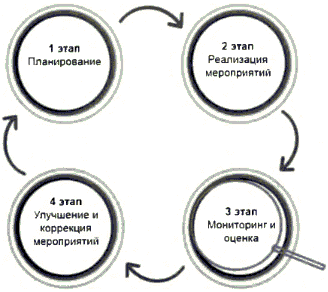 1 этап
Планирование
2 этап
Реализация
мероприятий
3 этап
Мониторинг и
оценка
4 этап
Улучшение и
коррекция
мероприятий